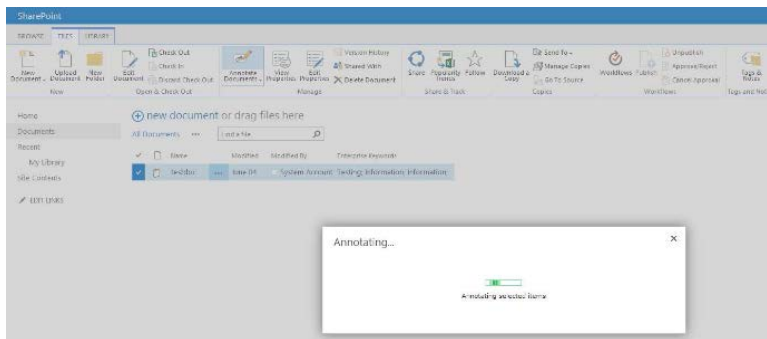 SharePoint
BROWSE FILES LIBRARY
New Document Upload Document New Folder
New
Edit Document Check Out Check In Discard Check Out
Open & Check Out
Annotate Documents View Properties Edit Properties Version History Shared With Delete Document
Manage
Share Popularity Trends Follow
Share & Track
Download a Copy Send To Manage Copies Go To Source
Copies
Workflows Publish Unpublish Approve/Reject Cancel Approval
Workflows
Tags & Notes
Tags and Not
Home
Documents
Recent
My Library
Site Contents
EDIT LINKS
new document or drag files here
All Documents ... Find a file
Name Modified Modified By Enterprise Keywords
... June 04 System Account Testing; Information; Information
Annotating...
Annotating selected items